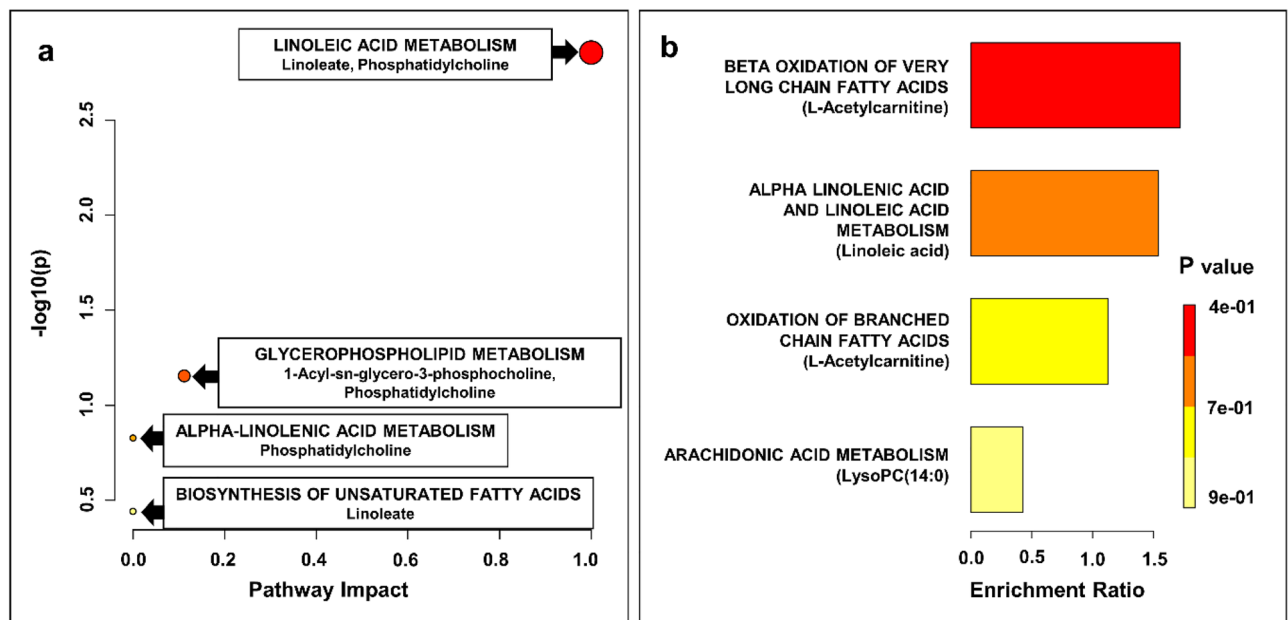 a
LINOLEIC ACID METABOLISM
Linoleate, Phosphatidylcholine
-log10(p)
2.5
2.0
1.5
1.0
0.5
GLYCEROPHOSPHOLIPID METABOLISM
1-Acyl-sn-glycero-3-phosphocholine,
Phosphatidylcholine
ALPHA-LINOLENIC ACID METABOLISM
Phosphatidylcholine
BIOSYNTHESIS OF UNSATURATED FATTY ACIDS
Linoleate
0.0 0.2 0.4 0.6 0.8 1.0
Pathway Impact
b
BETA OXIDATION OF VERY
LONG CHAIN FATTY ACIDS
(L-Acetylcarnitine)
ALPHA LINOLENIC ACID
AND LINOLEIC ACID
METABOLISM
(Linoleic acid)
OXIDATION OF BRANCHED
CHAIN FATTY ACIDS
(L-Acetylcarnitine)
ARACHIDONIC ACID METABOLISM
(LysoPC(14:0)
0.0 0.5 1.0 1.5
Enrichment Ratio
P value
4e-01
7e-01
9e-01